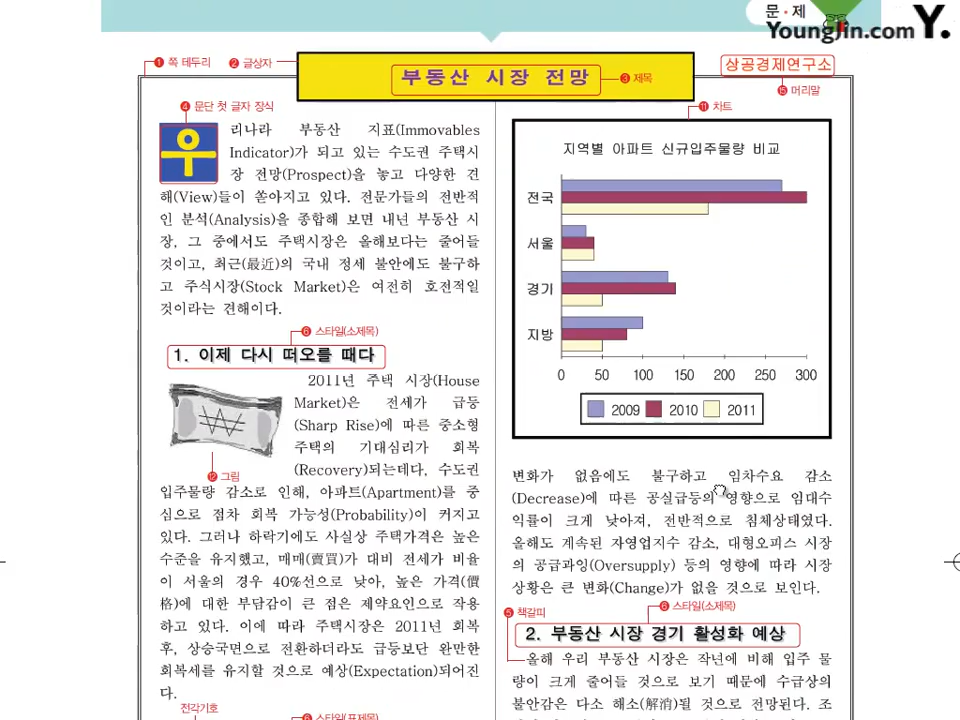 문·제
YoungJin.com Y.
❶ 쪽 테두리
❷ 글상자
부동산 시장 전망
❸ 제목
상공경제연구소
⓯ 머리말
❹ 문단 첫 글자 장식
우리나라 부동산 지표(Immovables
Indicator)가 되고 있는 수도권 주택시
장 전망(Prospect)을 놓고 다양한 견
해(View)들이 쏟아지고 있다. 전문가들의 전반적
인 분석(Analysis)을 종합해 보면 내년 부동산 시
장, 그 중에서도 주택시장은 올해보다는 줄어들
것이고, 최근(最近)의 국내 정세 불안에도 불구하
고 주식시장(Stock Market)은 여전히 호전적일
것이라는 견해이다.
❻ 스타일(소제목)
1. 이제 다시 떠오를 때다
2011년 주택 시장(House
Market)은 전세가 급등
(Sharp Rise)에 따른 중소형
주택의 기대심리가 회복
(Recovery)되는데다, 수도권
⓬ 그림
입주물량 감소로 인해, 아파트(Apartment)를 중
심으로 점차 회복 가능성(Probability)이 커지고
있다. 그러나 하락기에도 사실상 주택가격은 높은
수준을 유지했고, 매매(賣買)가 대비 전세가 비율
이 서울의 경우 40%선으로 낮아, 높은 가격(價
格)에 대한 부담감이 큰 점은 제약요인으로 작용
하고 있다. 이에 따라 주택시장은 2011년 회복
후, 상승국면으로 전환하더라도 급등보단 완만한
회복세를 유지할 것으로 예상(Expectation)되어진
다.
전각기호
❻ 스타일(표제목)
⓫ 차트
지역별 아파트 신규입주물량 비교
전국
서울
경기
지방
0 50 100 150 200 250 300
2009 2010 2011
변화가 없음에도 불구하고 임차수요 감소
(Decrease)에 따른 공실급등의 영향으로 임대수
익률이 크게 낮아져, 전반적으로 침체상태였다.
올해도 계속된 자영업지수 감소, 대형오피스 시장
의 공급과잉(Oversupply) 등의 영향에 따라 시장
상황은 큰 변화(Change)가 없을 것으로 보인다.
❺ 책갈피
❻ 스타일(소제목)
2. 부동산 시장 경기 활성화 예상
올해 우리 부동산 시장은 작년에 비해 입주 물
량이 크게 줄어들 것으로 보기 때문에 수급상의
불안감은 다소 해소(解消)될 것으로 전망된다. 조